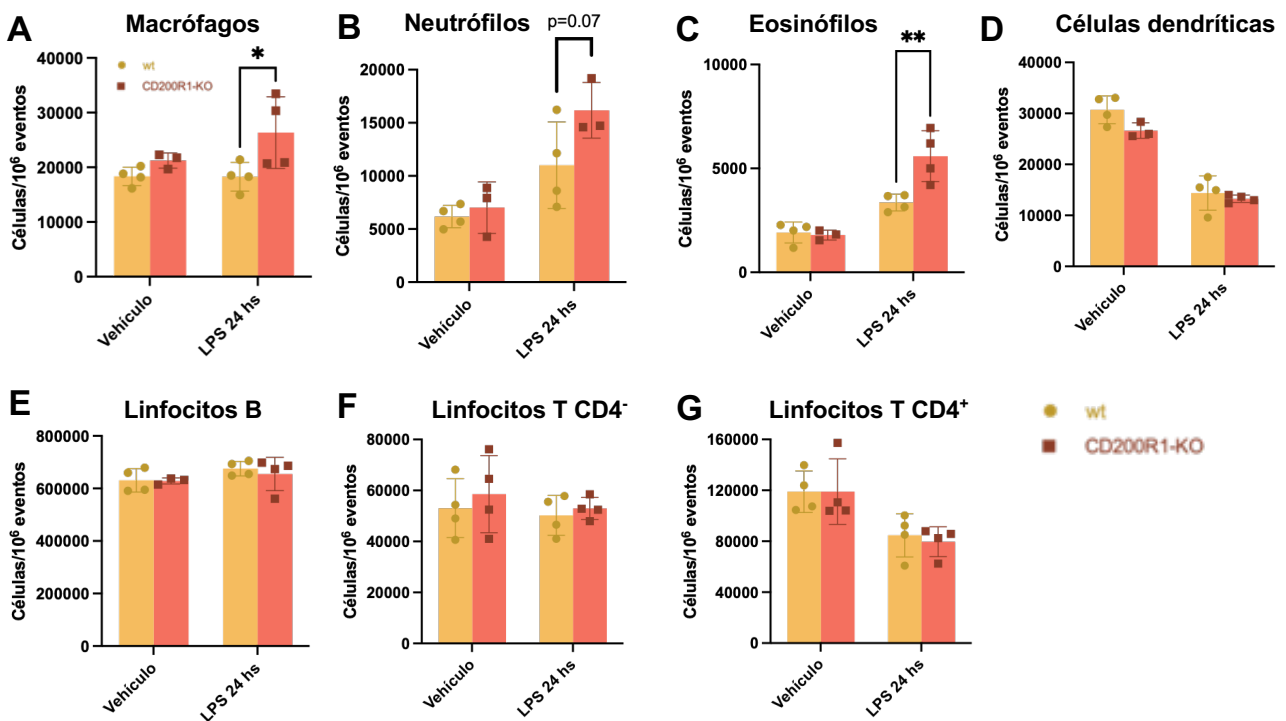 A Macrófagos
Células/10⁶ eventos
40000
30000
20000
10000
0
wt
CD200R1-KO
*
Vehículo
LPS 24 hs
B Neutrófilos
p=0.07
Células/10⁶ eventos
20000
15000
10000
5000
0
Vehículo
LPS 24 hs
C Eosinófilos
**
Células/10⁶ eventos
10000
5000
0
Vehículo
LPS 24 hs
D Células dendríticas
Células/10⁶ eventos
40000
30000
20000
10000
0
Vehículo
LPS 24 hs
E Linfocitos B
Células/10⁶ eventos
800000
600000
400000
200000
0
Vehículo
LPS 24 hs
F Linfocitos T CD4⁻
Células/10⁶ eventos
80000
60000
40000
20000
0
Vehículo
LPS 24 hs
G Linfocitos T CD4⁺
Células/10⁶ eventos
160000
120000
80000
40000
0
Vehículo
LPS 24 hs
wt
CD200R1-KO